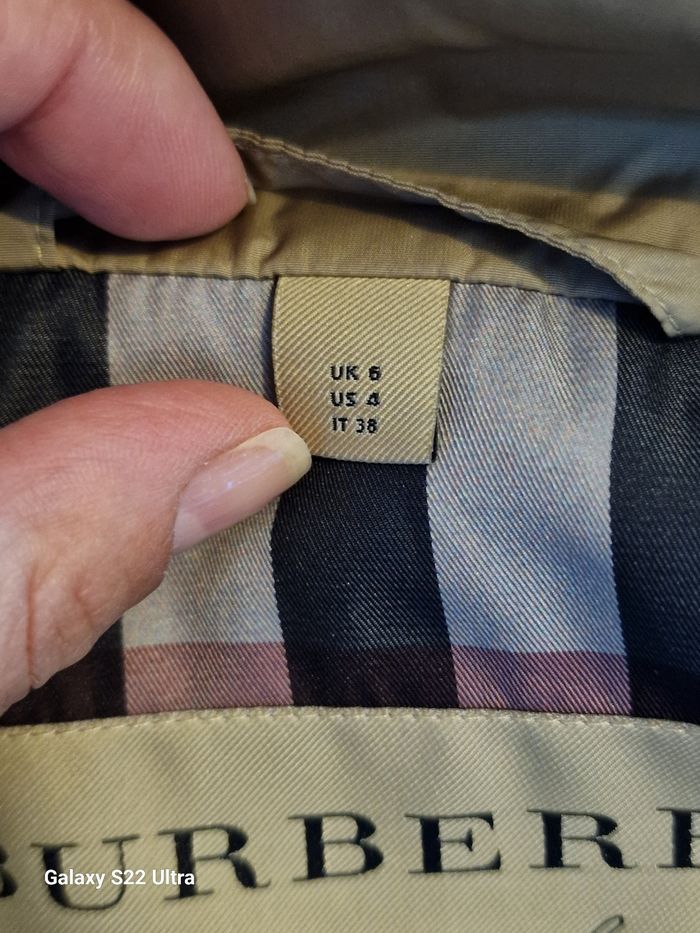 UK 6
US 4
IT 38
BURBERR
Galaxy S22 Ultra